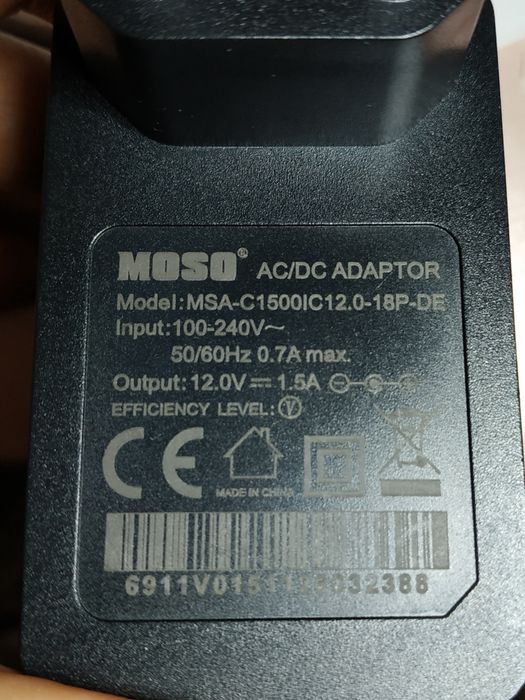 MOSO® AC/DC ADAPTOR
Model:MSA-C1500IC12.0-18P-DE
Input:100-240V~
50/60Hz 0.7A max.
Output:12.0V⎓1.5A
EFFICIENCY LEVEL:Ⓥ
CE
MADE IN CHINA